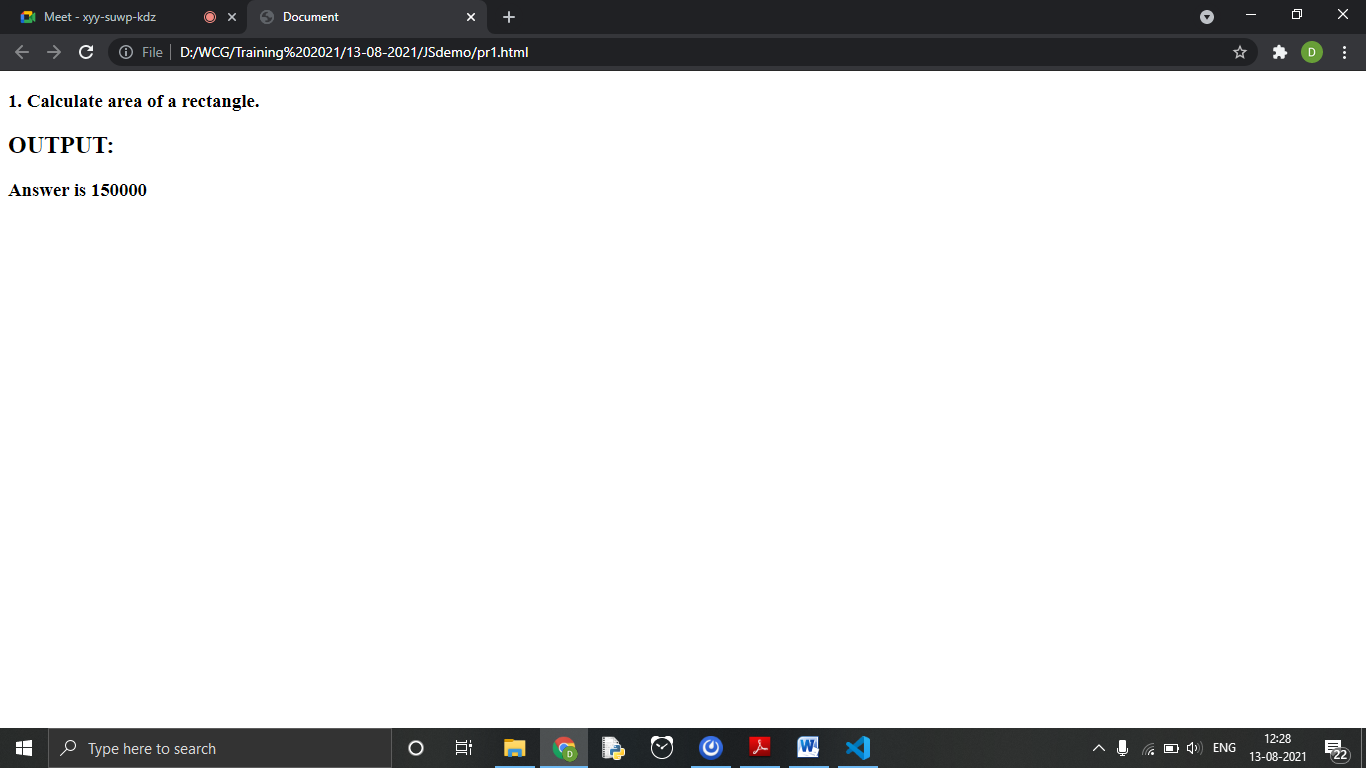 Meet - xyy-suwp-kdz
Document
File
D:/WCG/Training%202021/13-08-2021/JSdemo/pr1.html
D
1. Calculate area of a rectangle.
OUTPUT:
Answer is 150000
Type here to search
D
W
ENG
12:28
13-08-2021
22